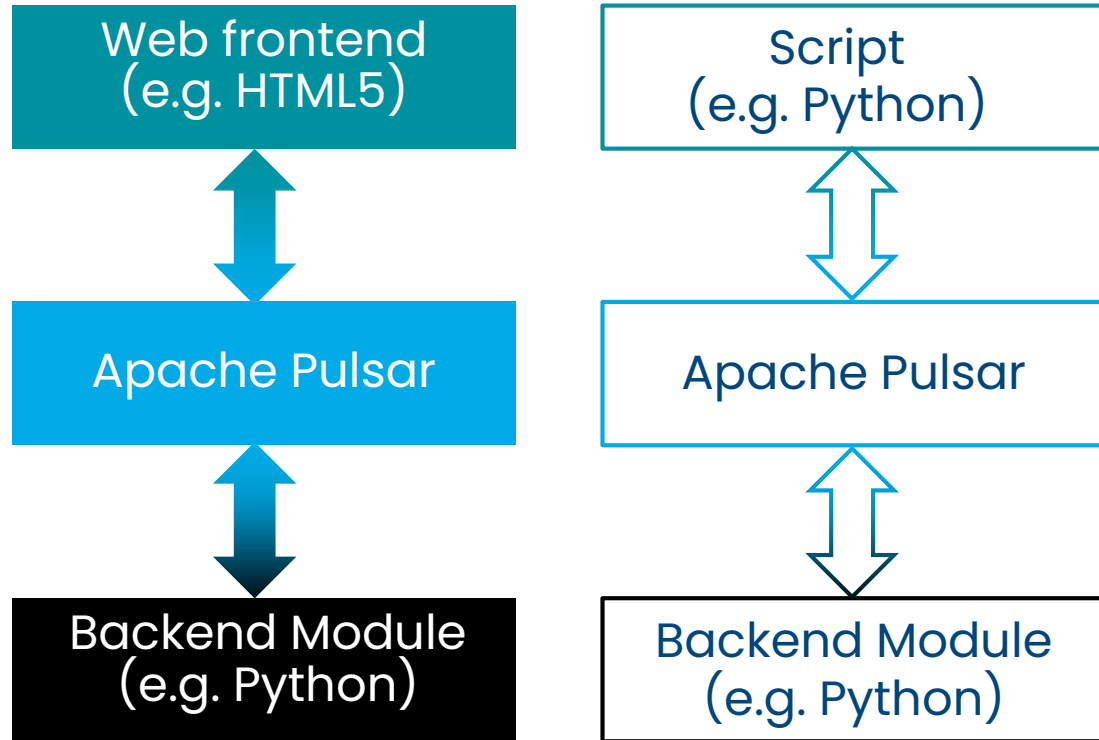 Web frontend
(e.g. HTML5)
Apache Pulsar
Backend Module
(e.g. Python)
Script
(e.g. Python)
Apache Pulsar
Backend Module
(e.g. Python)